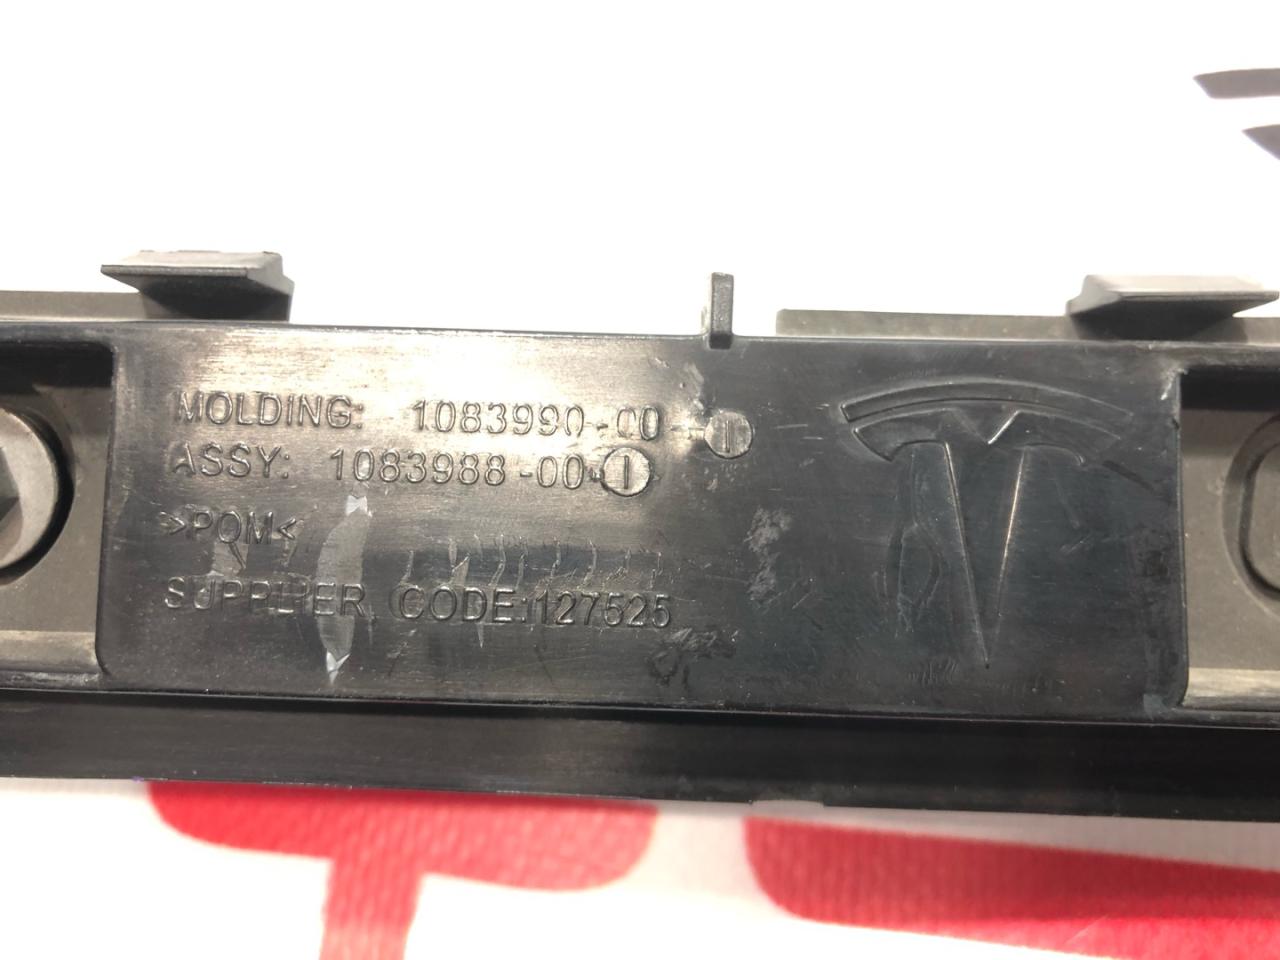 MOLDING: 1083990-00-I
ASSY: 1083988-00-I
>POM<
SUPPLIER CODE:127525